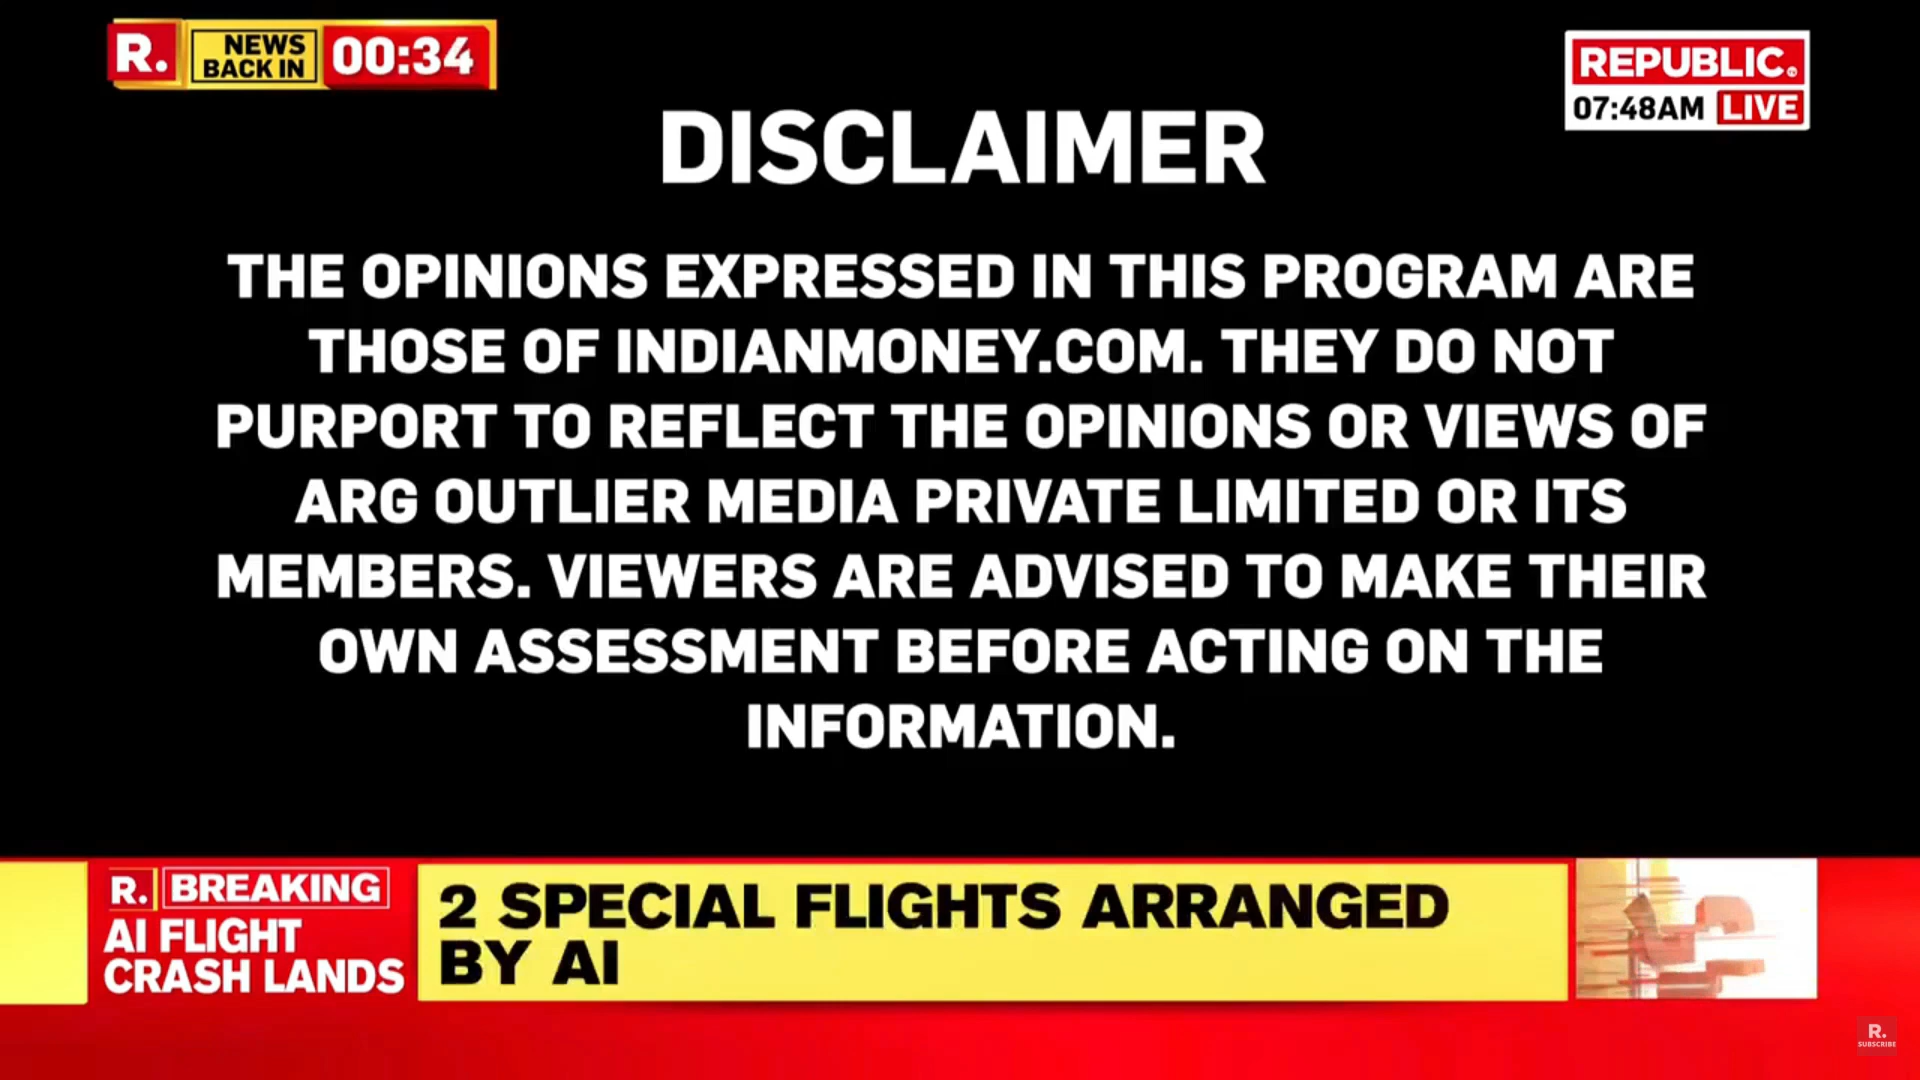 R.
NEWS
BACK IN
00:34
REPUBLIC.
07:48AM LIVE
DISCLAIMER
THE OPINIONS EXPRESSED IN THIS PROGRAM ARE
THOSE OF INDIANMONEY.COM. THEY DO NOT
PURPORT TO REFLECT THE OPINIONS OR VIEWS OF
ARG OUTLIER MEDIA PRIVATE LIMITED OR ITS
MEMBERS. VIEWERS ARE ADVISED TO MAKE THEIR
OWN ASSESSMENT BEFORE ACTING ON THE
INFORMATION.
R. BREAKING
AI FLIGHT
CRASH LANDS
2 SPECIAL FLIGHTS ARRANGED
BY AI
R.
SUBSCRIBE